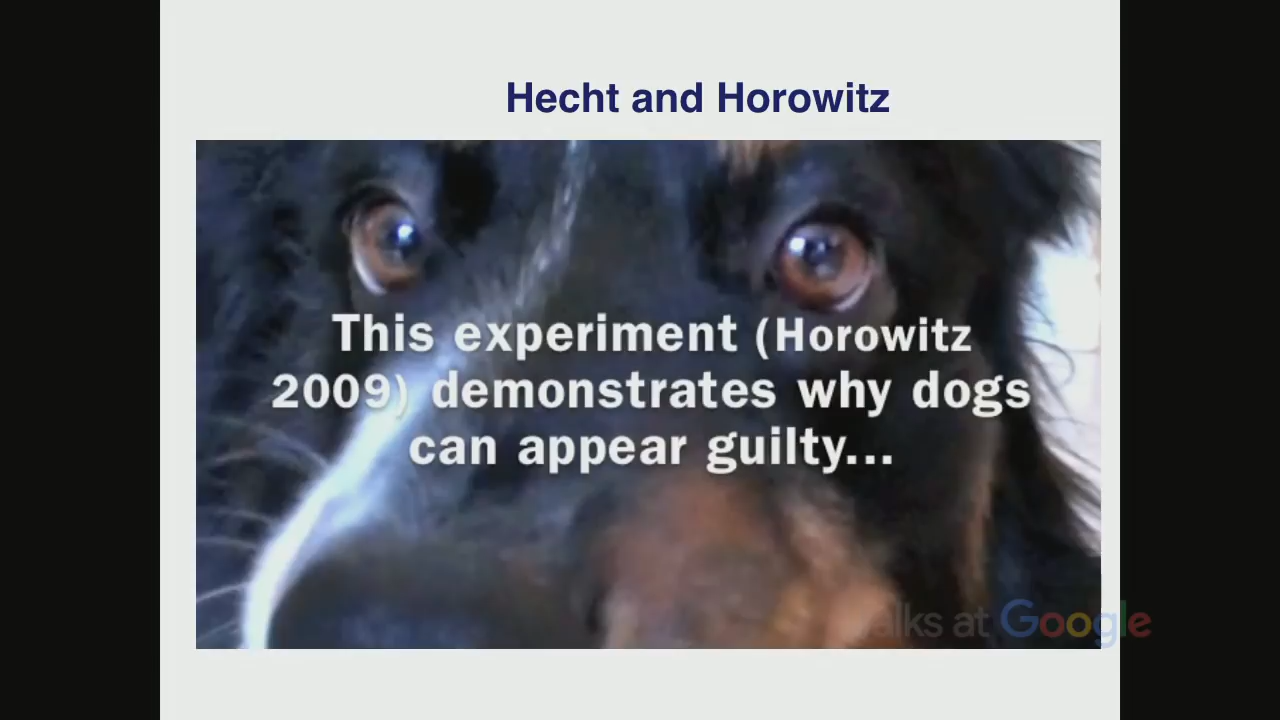 Hecht and Horowitz
This experiment (Horowitz
2009) demonstrates why dogs
can appear guilty...
Talks at Google